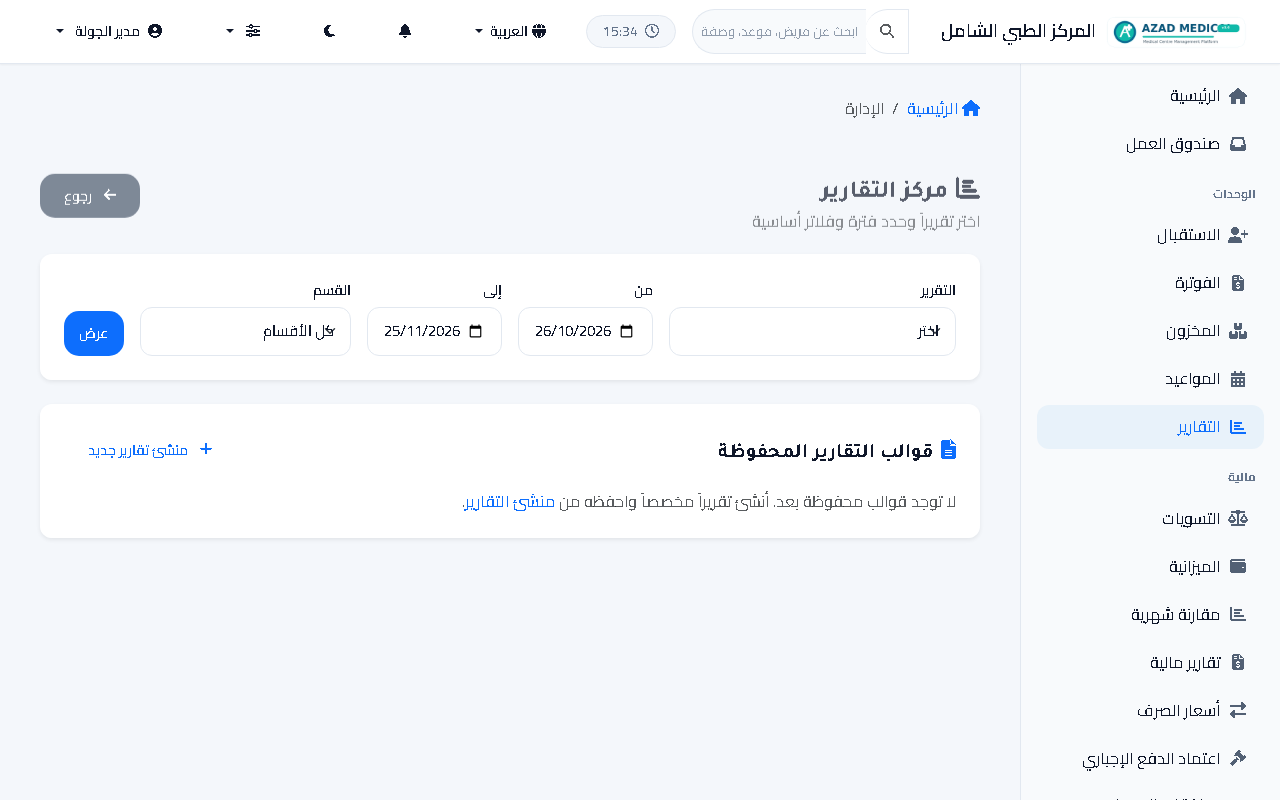 AZAD MEDIC
Medical Centre Management Platform
المركز الطبي الشامل
ابحث عن مريض، موعد، وصفة
15:34
العربية
مدير الجولة
الرئيسية
صندوق العمل
الوحدات
الاستقبال
الفوترة
المخزون
المواعيد
التقارير
مالية
التسويات
الميزانية
مقارنة شهرية
تقارير مالية
أسعار الصرف
اعتماد الدفع الإجباري
الرئيسية / الإدارة
مركز التقارير
رجوع
اختر تقريراً وحدد فترة وفلاتر أساسية
التقرير
من
إلى
القسم
اختر
26/10/2026
25/11/2026
كل الأقسام
عرض
قوالب التقارير المحفوظة
منشئ تقارير جديد
لا توجد قوالب محفوظة بعد. أنشئ تقريراً مخصصاً واحفظه من منشئ التقارير.